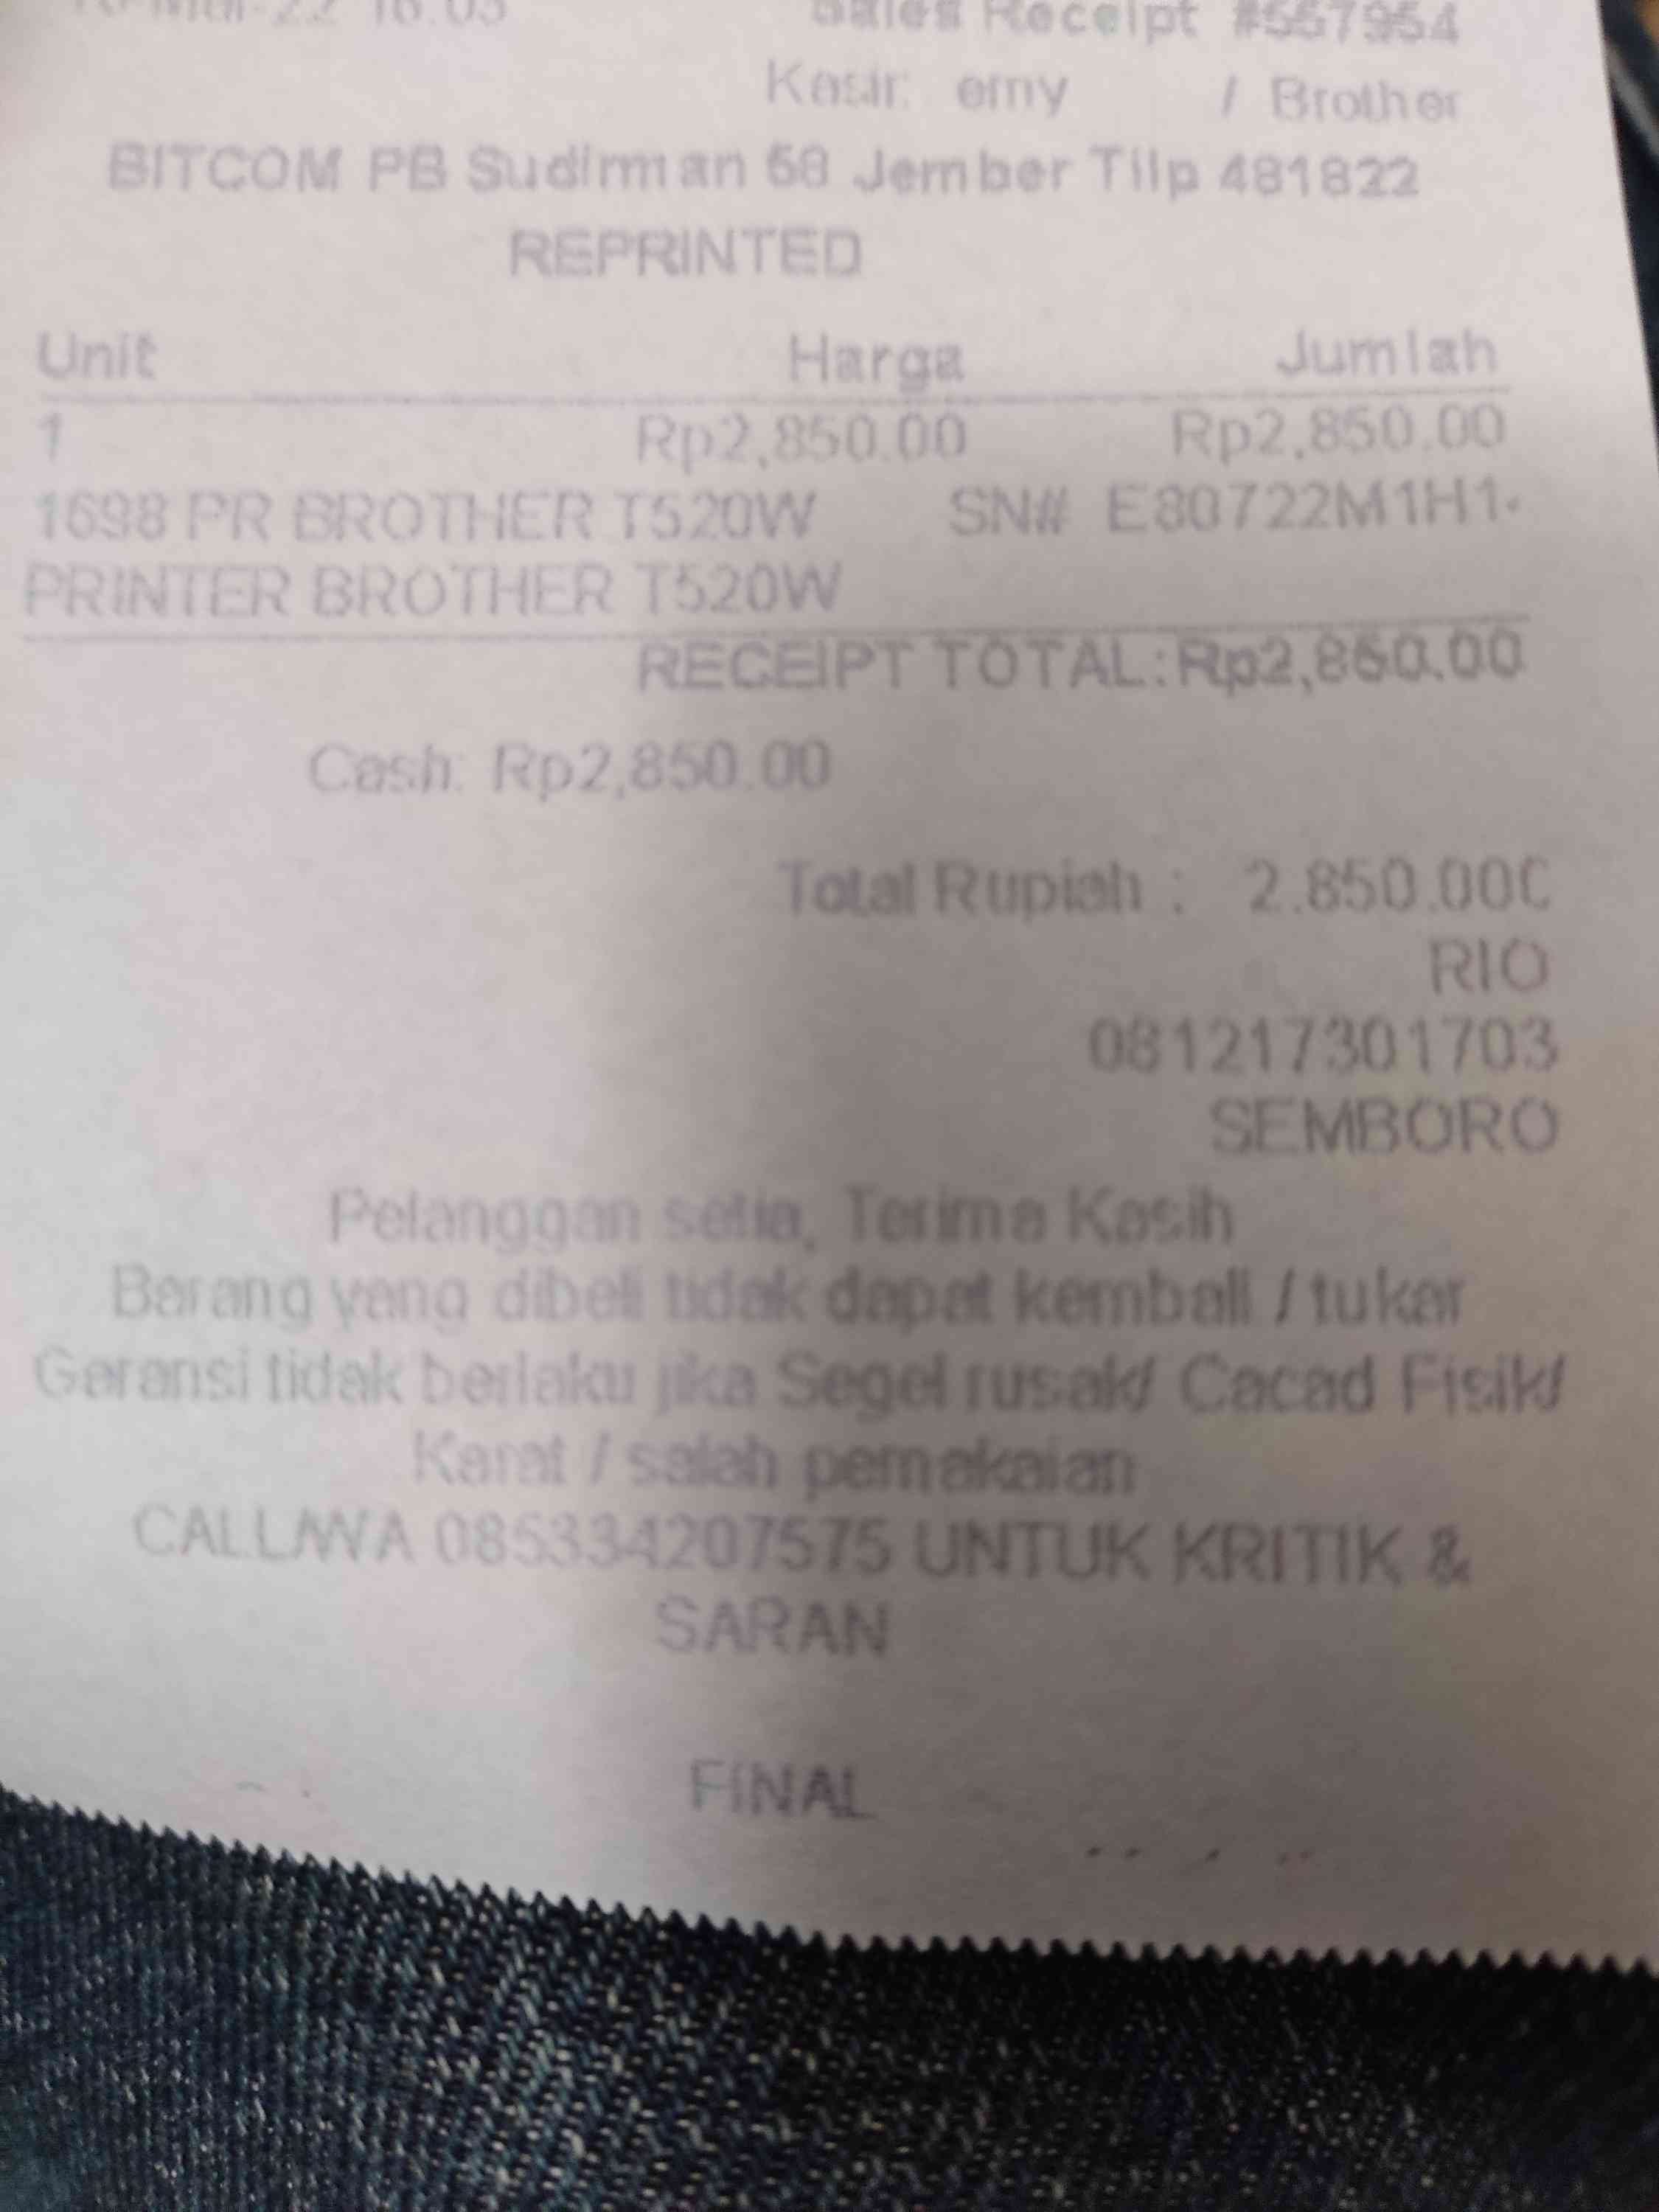 Sales Receipt #557954
Kasir: emy / Brother
BITCOM PB Sudirman 58 Jember Tilp 481822
REPRINTED
Unit Harga Jumlah
1 Rp2,850.00 Rp2,850.00
1698 PR BROTHER T520W SN# E80722M1H1
PRINTER BROTHER T520W
RECEIPT TOTAL: Rp2,850.00
Cash: Rp2,850.00
Total Rupiah : 2.850.000
RIO
081217301703
SEMBORO
Pelanggan setia, Terima Kasih
Barang yang dibeli tidak dapat kembali / tukar
Garansi tidak berlaku jika Segel rusak/ Cacad Fisik/
Karat / salah pemakaian
CALL/WA 085334207575 UNTUK KRITIK &
SARAN
FINAL